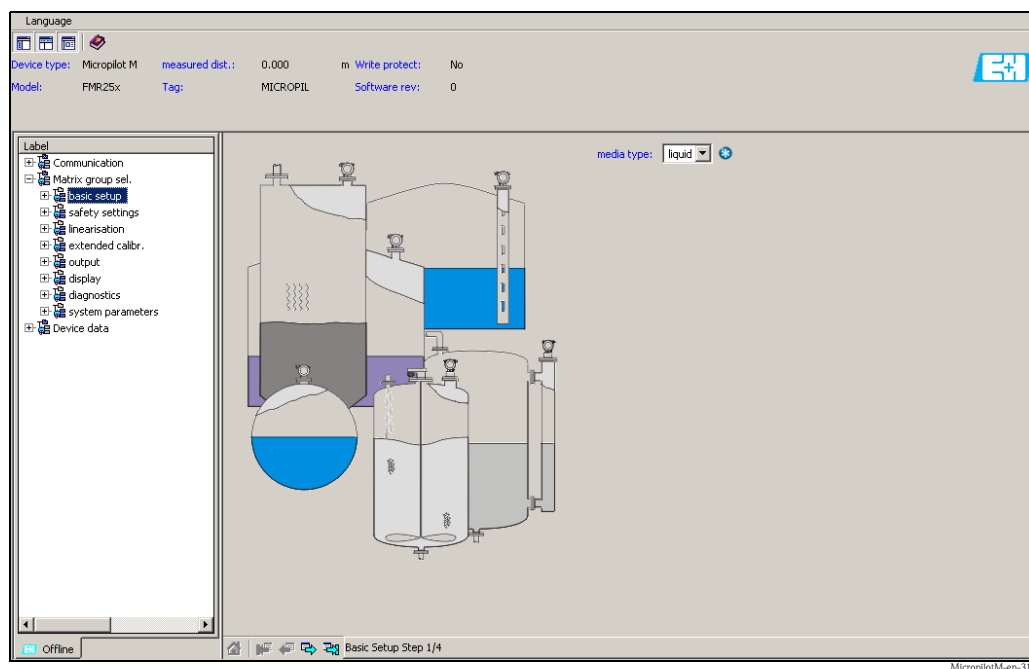 Language
Device type: Micropilot M measured dist.: 0.000 m Write protect: No
Model: FMR25x Tag: MICROPIL Software rev: 0
E+H
Label
Communication
Matrix group sel.
basic setup
safety settings
linearisation
extended calibr.
output
display
diagnostics
system parameters
Device data
media type: liquid
Offline
Basic Setup Step 1/4